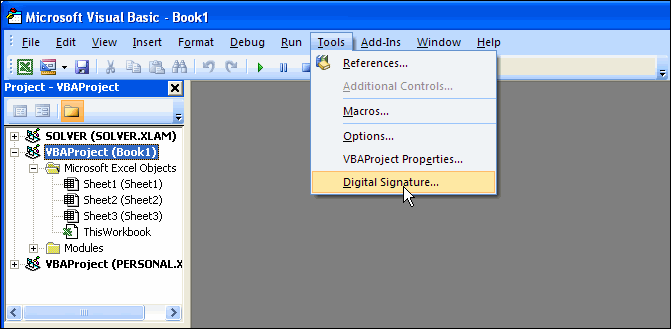 Microsoft Visual Basic - Book1
File Edit View Insert Format Debug Run Tools Add-Ins Window Help
References...
Additional Controls...
Macros...
Options...
VBAProject Properties...
Digital Signature...
Project - VBAProject
SOLVER (SOLVER.XLAM)
VBAProject (Book1)
Microsoft Excel Objects
Sheet1 (Sheet1)
Sheet2 (Sheet2)
Sheet3 (Sheet3)
ThisWorkbook
Modules
VBAProject (PERSONAL.X